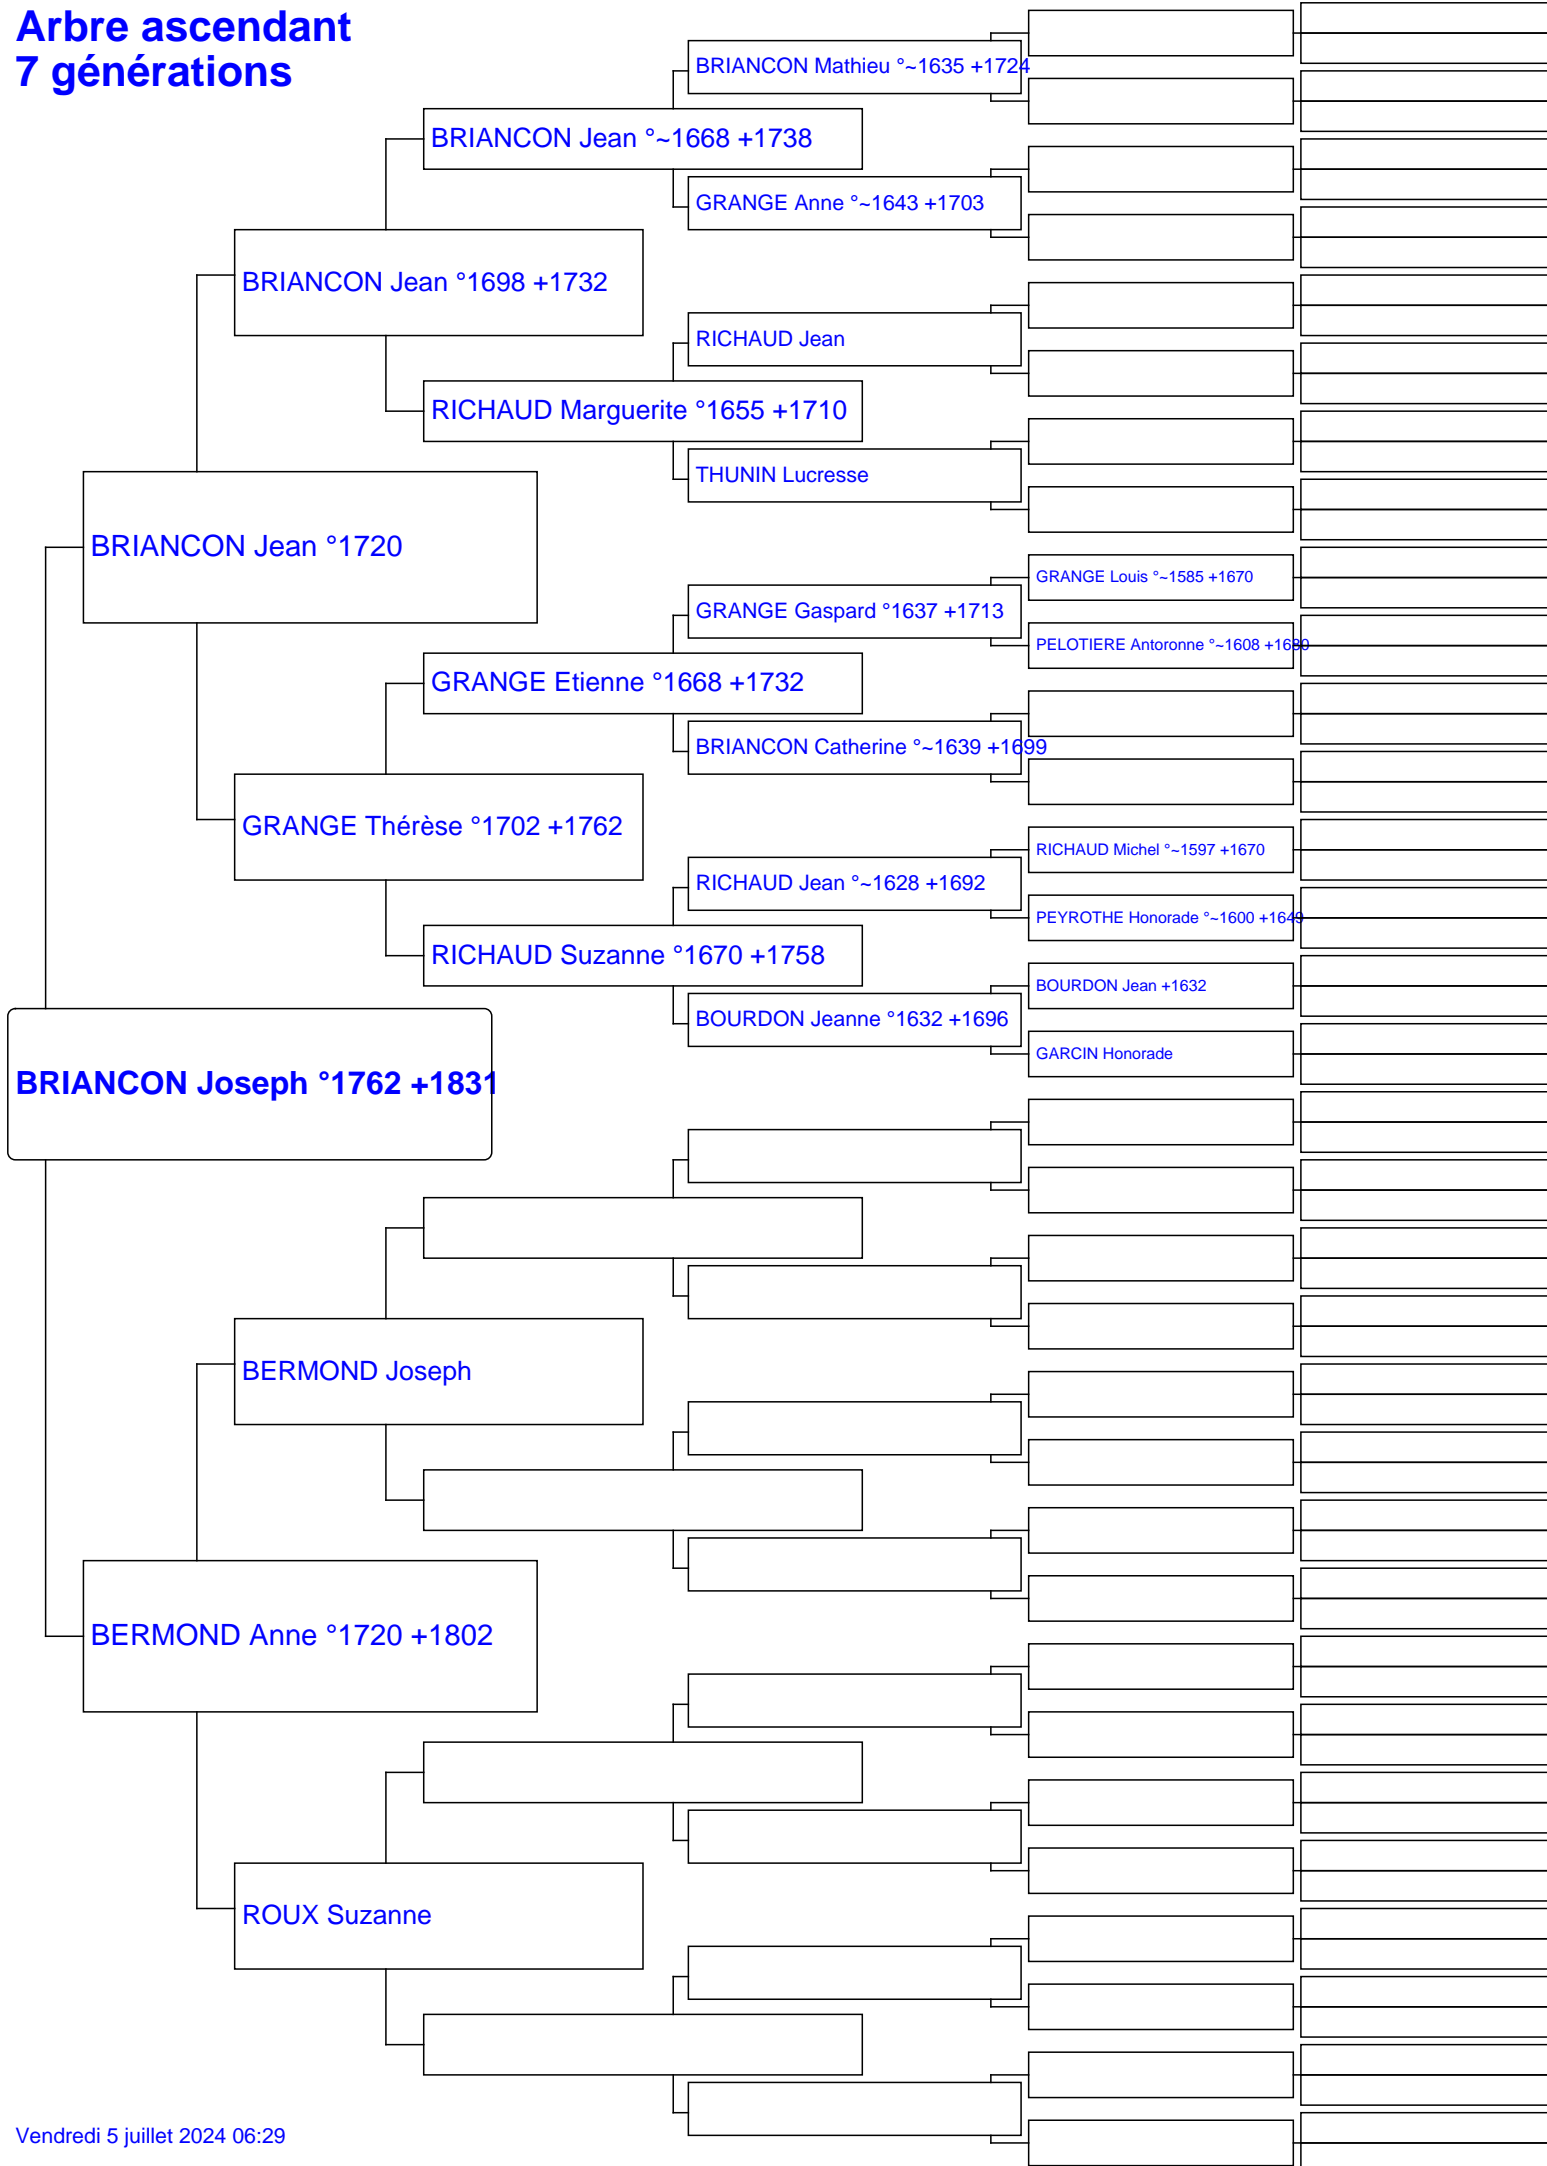 Arbre ascendant
7 générations
BRIANCON Mathieu °~1635 +1724
BRIANCON Jean °~1668 +1738
GRANGE Anne °~1643 +1703
BRIANCON Jean °1698 +1732
RICHAUD Jean
RICHAUD Marguerite °1655 +1710
THUNIN Lucresse
BRIANCON Jean °1720
GRANGE Louis °~1585 +1670
GRANGE Gaspard °1637 +1713
PELOTIERE Antoronne °~1608 +1680
GRANGE Etienne °1668 +1732
BRIANCON Catherine °~1639 +1699
GRANGE Thérèse °1702 +1762
RICHAUD Michel °~1597 +1670
RICHAUD Jean °~1628 +1692
PEYROTHE Honorade °~1600 +1649
RICHAUD Suzanne °1670 +1758
BOURDON Jean +1632
BOURDON Jeanne °1632 +1696
GARCIN Honorade
BRIANCON Joseph °1762 +1831
BERMOND Joseph
BERMOND Anne °1720 +1802
ROUX Suzanne
Vendredi 5 juillet 2024 06:29